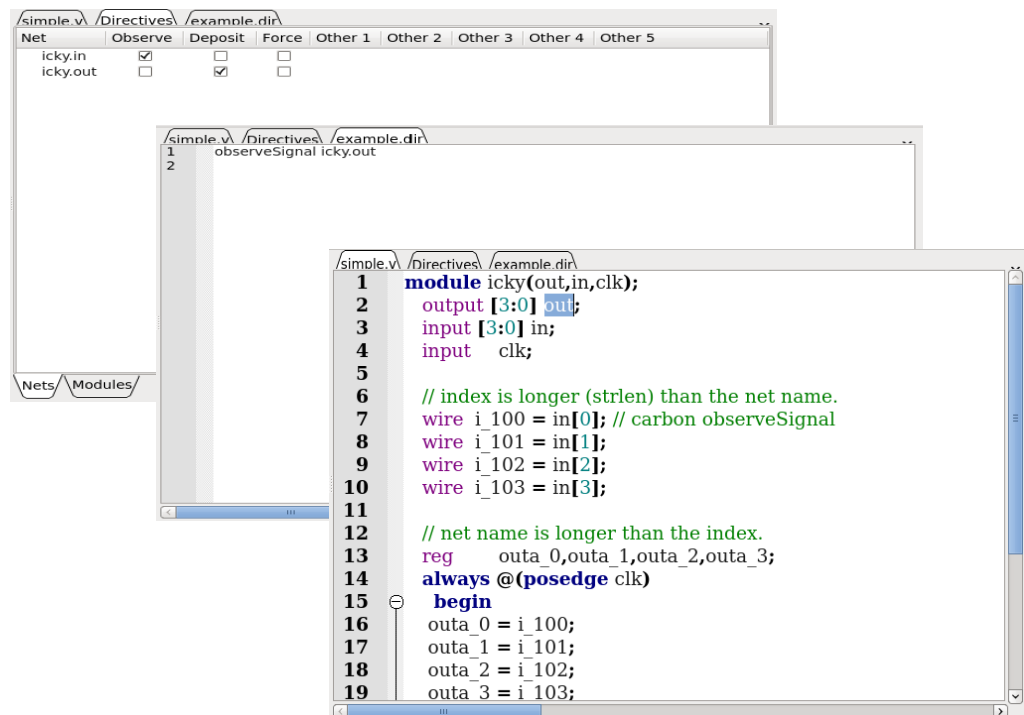 simple.v Directives example.dir
Net Observe Deposit Force Other 1 Other 2 Other 3 Other 4 Other 5
icky.in
icky.out
Nets Modules
simple.v Directives example.dir
1 observeSignal icky.out
2
simple.v Directives example.dir
1 module icky(out,in,clk);
2 output [3:0] out;
3 input [3:0] in;
4 input clk;
5
6 // index is longer (strlen) than the net name.
7 wire i_100 = in[0]; // carbon observeSignal
8 wire i_101 = in[1];
9 wire i_102 = in[2];
10 wire i_103 = in[3];
11
12 // net name is longer than the index.
13 reg outa_0,outa_1,outa_2,outa_3;
14 always @(posedge clk)
15 begin
16 outa_0 = i_100;
17 outa_1 = i_101;
18 outa_2 = i_102;
19 outa_3 = i_103;